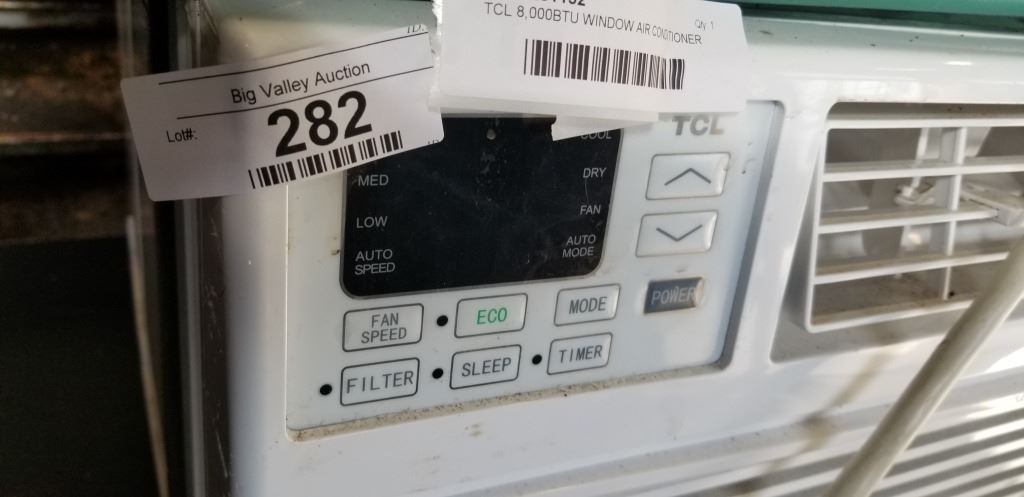 TCL 8,000BTU WINDOW AIR CONDITIONER
Qty: 1
Big Valley Auction
Lot#:
282
TCL
COOL
MED
DRY
LOW
FAN
AUTO
SPEED
AUTO
MODE
FAN
SPEED
ECO
MODE
POWER
FILTER
SLEEP
TIMER